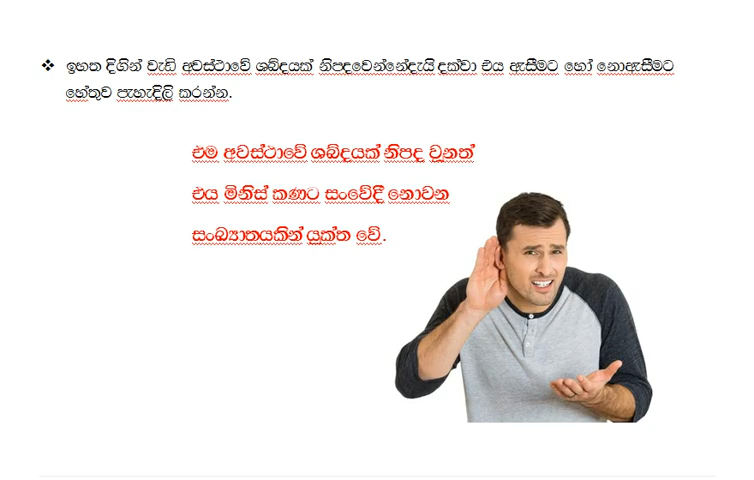 ❖ ඉහත දිගින් වැඩි අවස්ථාවේ ශබ්දයක් නිපදවෙන්නේදැයි දක්වා එය ඇසීමට හෝ නොඇසීමට
හේතුව පැහැදිලි කරන්න.
එම අවස්ථාවේ ශබ්දයක් නිපද වූනත්
එය මිනිස් කණට සංවේදී නොවන
සංඛ්‍යාතයකින් යුක්ත වේ.